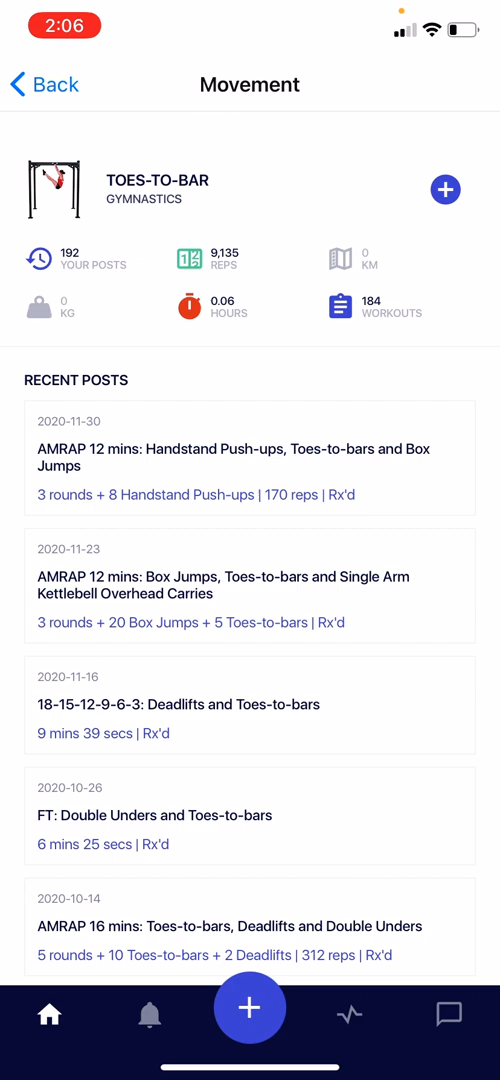 2:06
Back
Movement
TOES-TO-BAR
GYMNASTICS
192
YOUR POSTS
9,135
REPS
0
KM
0
KG
0.06
HOURS
184
WORKOUTS
RECENT POSTS
2020-11-30
AMRAP 12 mins: Handstand Push-ups, Toes-to-bars and Box
Jumps
3 rounds + 8 Handstand Push-ups | 170 reps | Rx'd
2020-11-23
AMRAP 12 mins: Box Jumps, Toes-to-bars and Single Arm
Kettlebell Overhead Carries
3 rounds + 20 Box Jumps + 5 Toes-to-bars | Rx'd
2020-11-16
18-15-12-9-6-3: Deadlifts and Toes-to-bars
9 mins 39 secs | Rx'd
2020-10-26
FT: Double Unders and Toes-to-bars
6 mins 25 secs | Rx'd
2020-10-14
AMRAP 16 mins: Toes-to-bars, Deadlifts and Double Unders
5 rounds + 10 Toes-to-bars + 2 Deadlifts | 312 reps | Rx'd